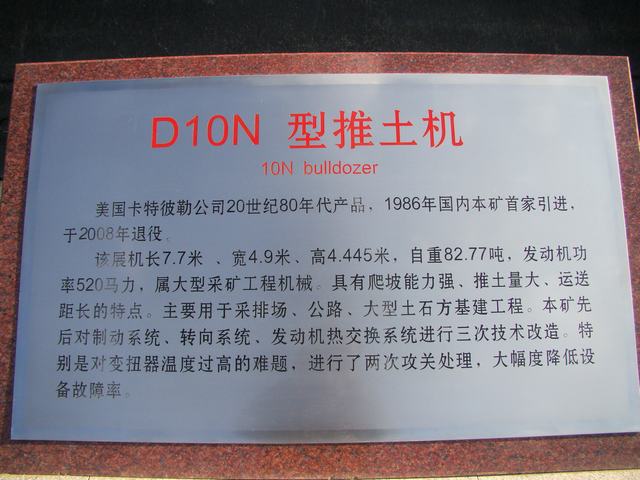 D10N 型推土机
10N bulldozer
美国卡特彼勒公司20世纪80年代产品，1986年国内本矿首家引进，
于2008年退役。
该展机长7.7米 、宽4.9米、高4.445米，自重82.77吨，发动机功
率520马力，属大型采矿工程机械。具有爬坡能力强、推土量大、运送
距长的特点。主要用于采排场、公路、大型土石方基建工程。本矿先
后对制动系统、转向系统、发动机热交换系统进行三次技术改造。特
别是对变扭器温度过高的难题，进行了两次攻关处理，大幅度降低设
备故障率。